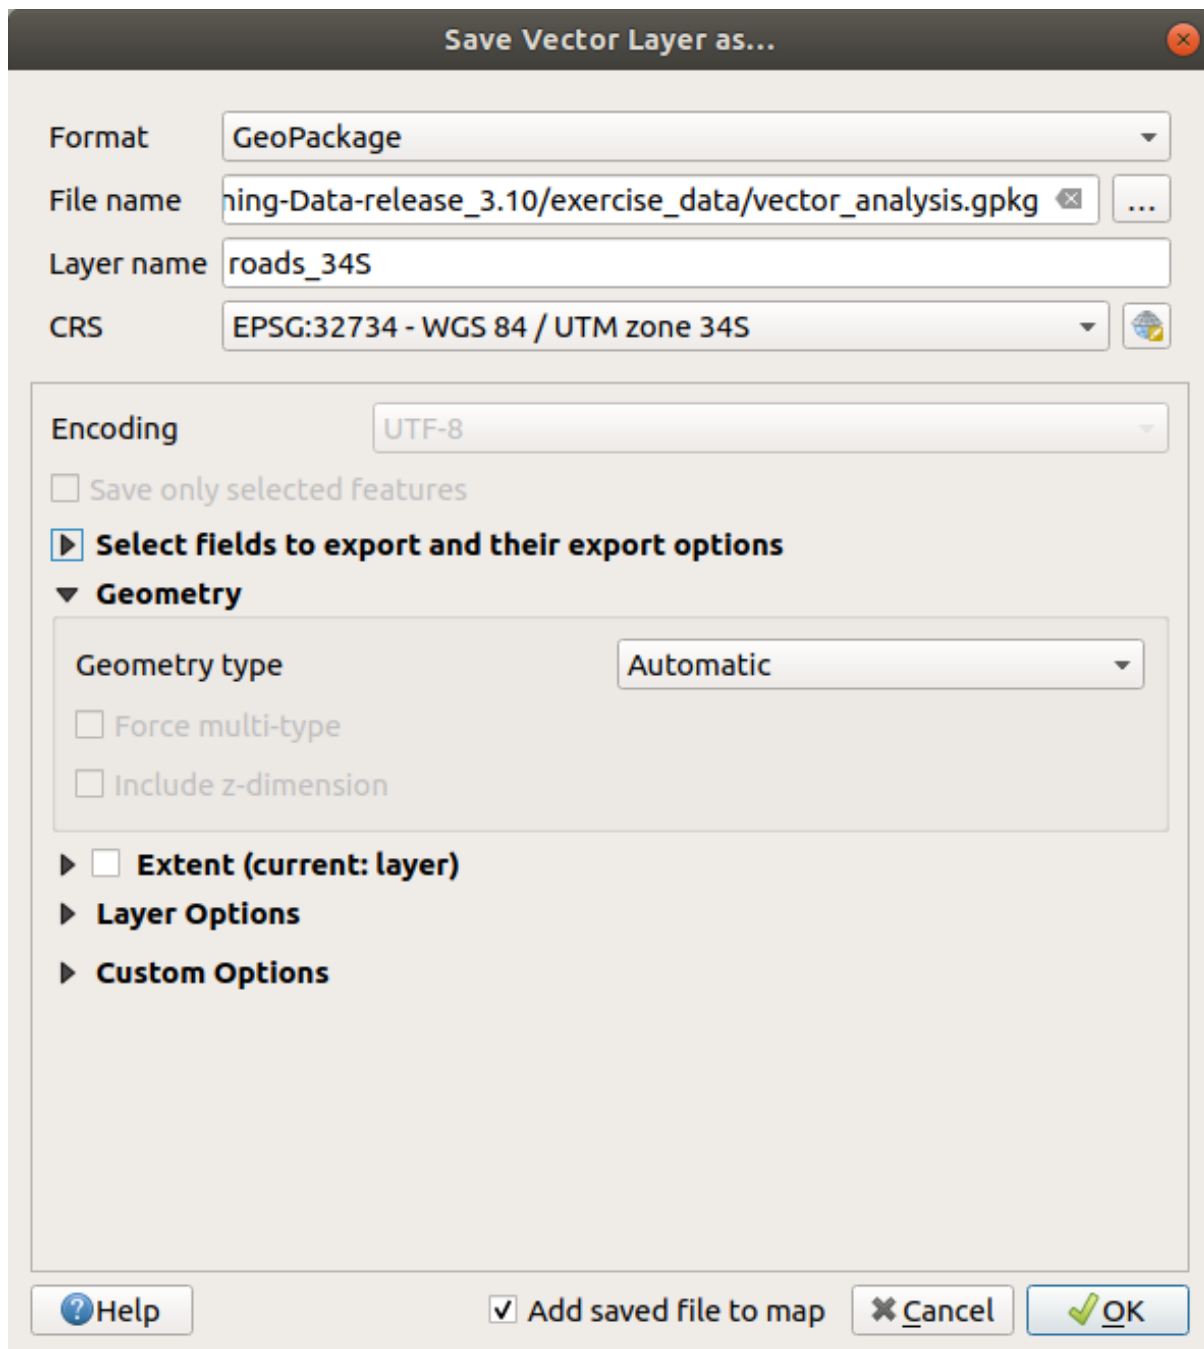 Save Vector Layer as...
Format GeoPackage
File name ning-Data-release_3.10/exercise_data/vector_analysis.gpkg ...
Layer name roads_34S
CRS EPSG:32734 - WGS 84 / UTM zone 34S
Encoding UTF-8
Save only selected features
Select fields to export and their export options
Geometry
Geometry type Automatic
Force multi-type
Include z-dimension
Extent (current: layer)
Layer Options
Custom Options
Help Add saved file to map Cancel OK